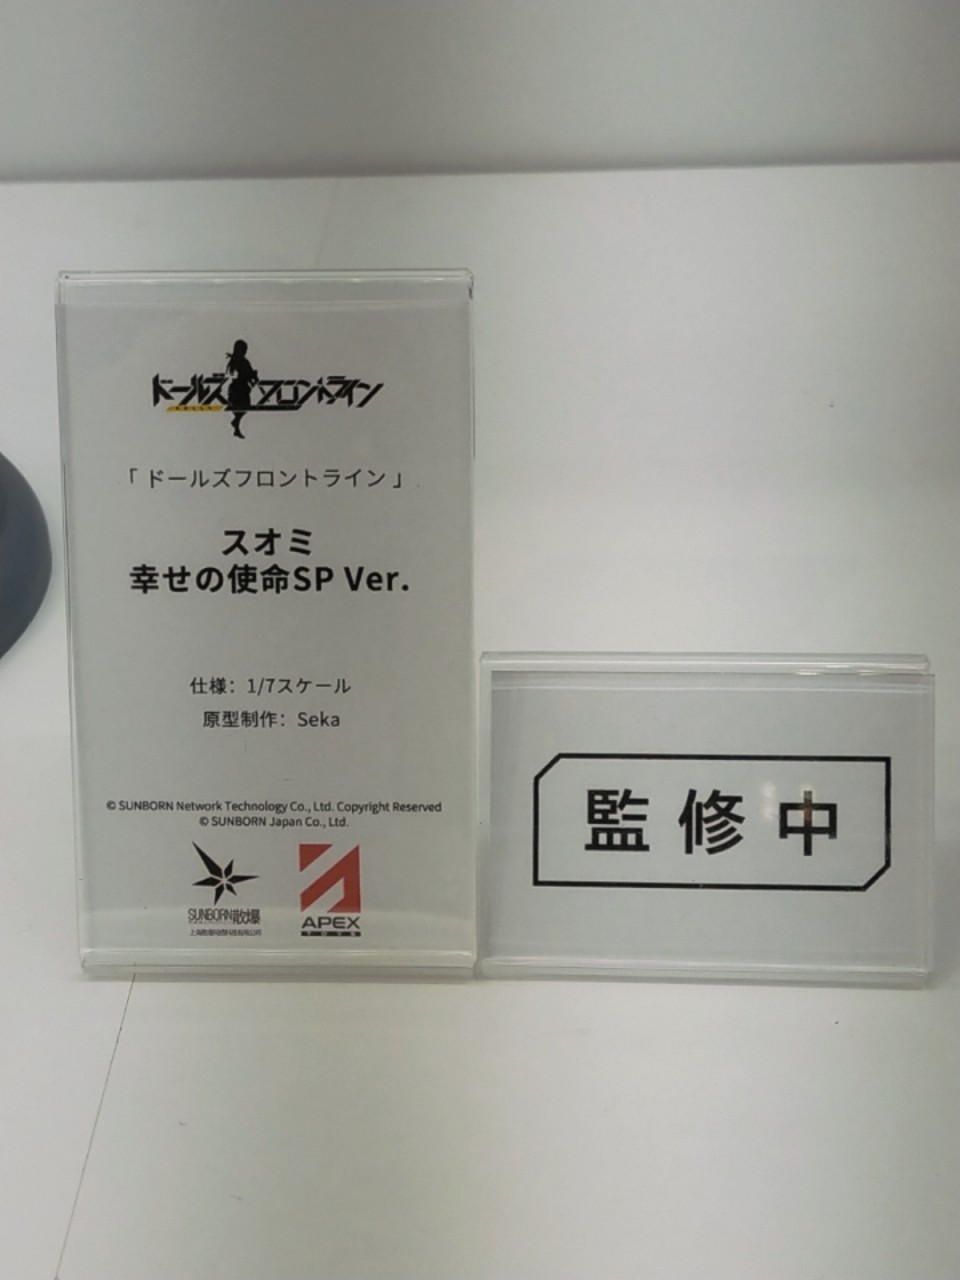 ドールズフロントライン
「ドールズフロントライン」
スオミ
幸せの使命SP Ver.
仕様：1/7スケール
原型制作：Seka
© SUNBORN Network Technology Co., Ltd. Copyright Reserved
© SUNBORN Japan Co., Ltd.
SUNBORN散爆
APEX
TOYS
監修中